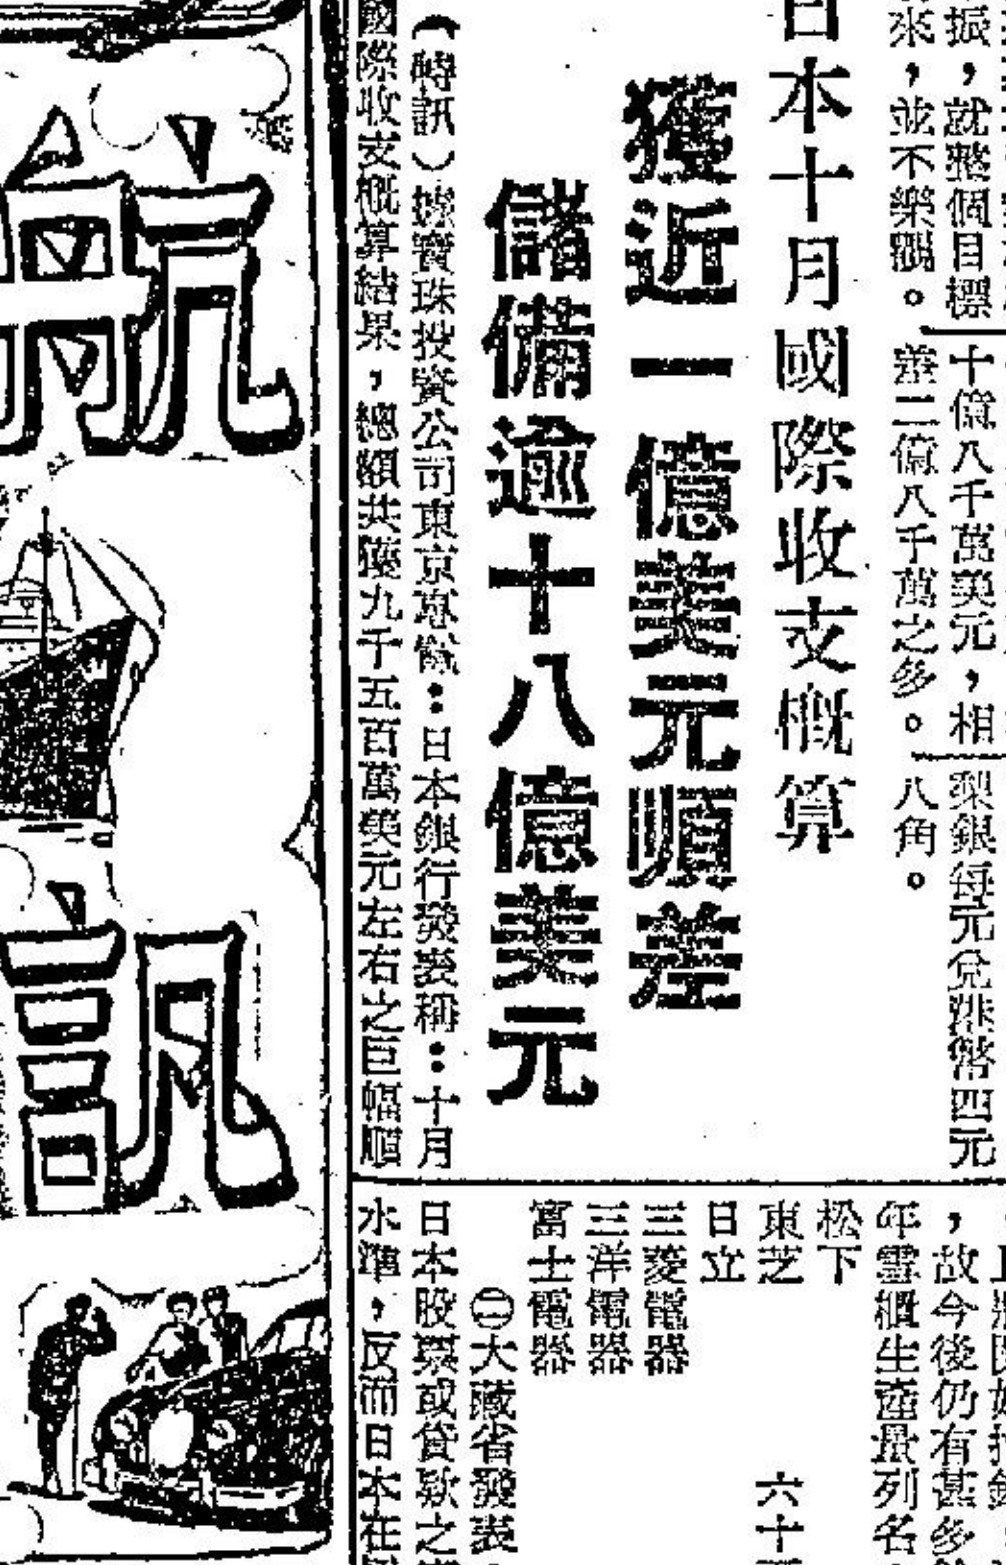 振，就整個目標
來，並不樂觀。
十億八千萬美元，相
差二億八千萬之多。
梨銀每元兌港幣四元
八角。
日本十月國際收支概算
獲近一億美元順差
儲備逾十八億美元
（特訊）據寶珠投資公司東京專電：日本銀行發表稱：十月
國際收支概算結果，總額共獲九千五百萬美元左右之巨幅順
，故今後仍有甚多
年電櫃生產最列名
松下
東芝 六十
日立
三菱電器
三洋電器
富士電器
㊁大藏省發表
日本股票或貸款之
水準，反而日本在
航訊